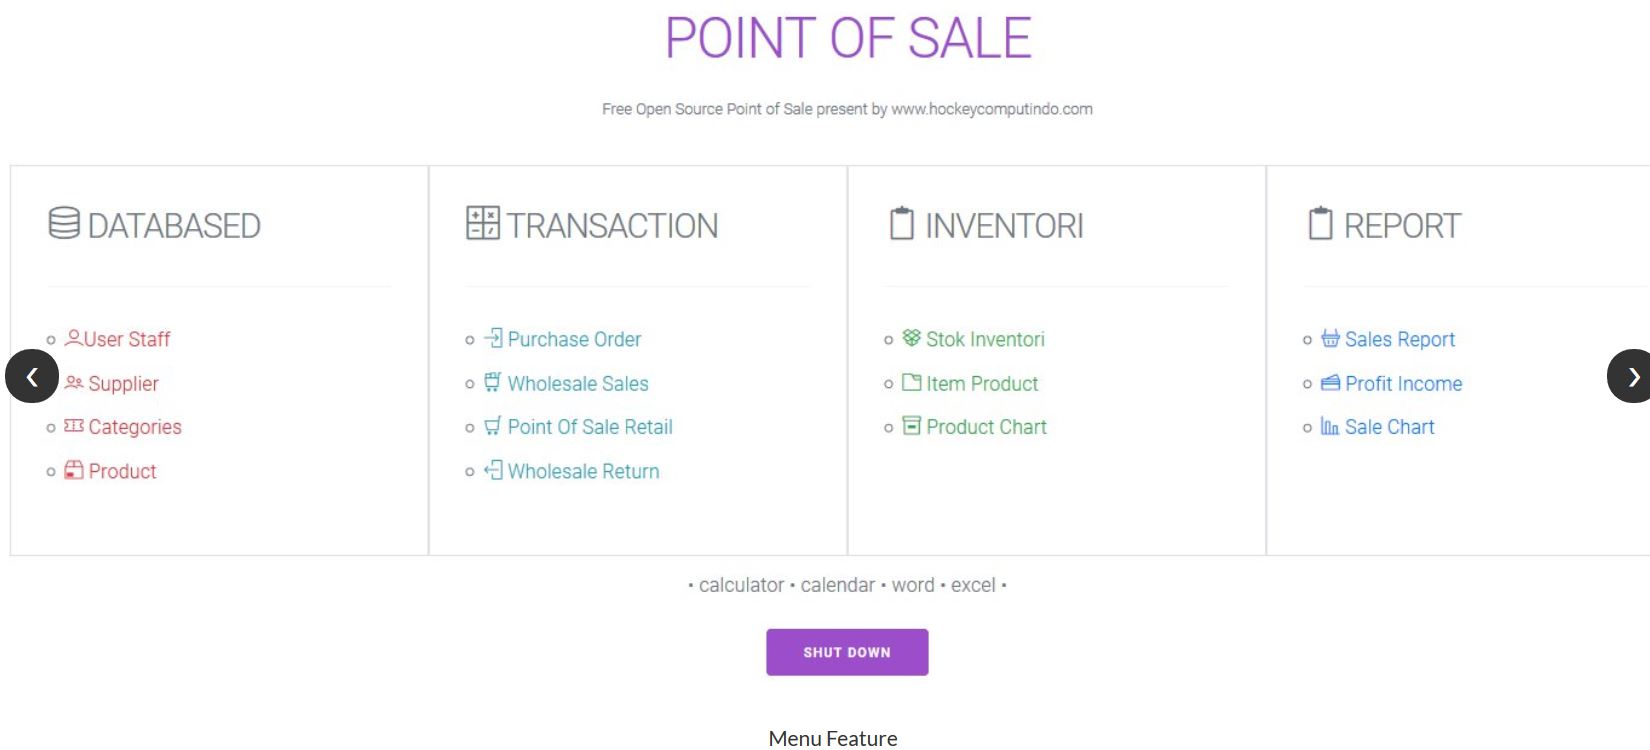 POINT OF SALE
Free Open Source Point of Sale present by www.hockeycomputindo.com
DATABASED
User Staff
Supplier
Categories
Product
TRANSACTION
Purchase Order
Wholesale Sales
Point Of Sale Retail
Wholesale Return
INVENTORI
Stok Inventori
Item Product
Product Chart
REPORT
Sales Report
Profit Income
Sale Chart
• calculator • calendar • word • excel •
SHUT DOWN
Menu Feature